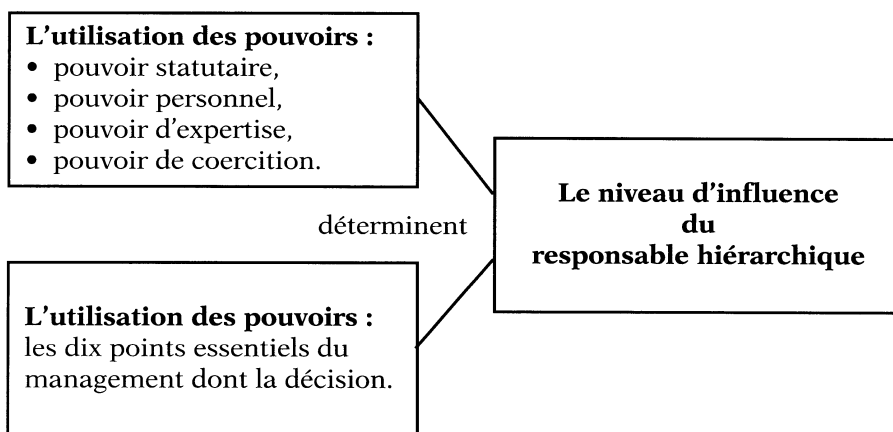 L'utilisation des pouvoirs :
• pouvoir statutaire,
• pouvoir personnel,
• pouvoir d'expertise,
• pouvoir de coercition.
déterminent
L'utilisation des pouvoirs :
les dix points essentiels du
management dont la décision.
Le niveau d'influence
du
responsable hiérarchique